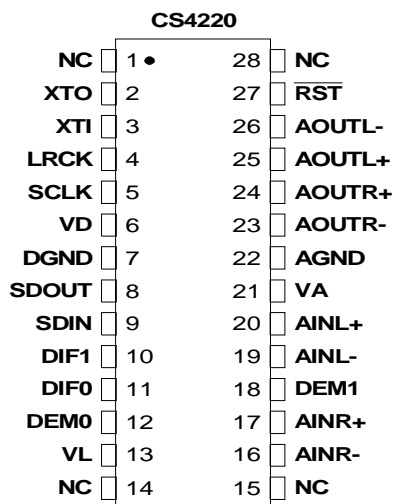 CS4220
NC 1 28 NC
XTO 2 27 RST
XTI 3 26 AOUTL-
LRCK 4 25 AOUTL+
SCLK 5 24 AOUTR+
VD 6 23 AOUTR-
DGND 7 22 AGND
SDOUT 8 21 VA
SDIN 9 20 AINL+
DIF1 10 19 AINL-
DIF0 11 18 DEM1
DEM0 12 17 AINR+
VL 13 16 AINR-
NC 14 15 NC